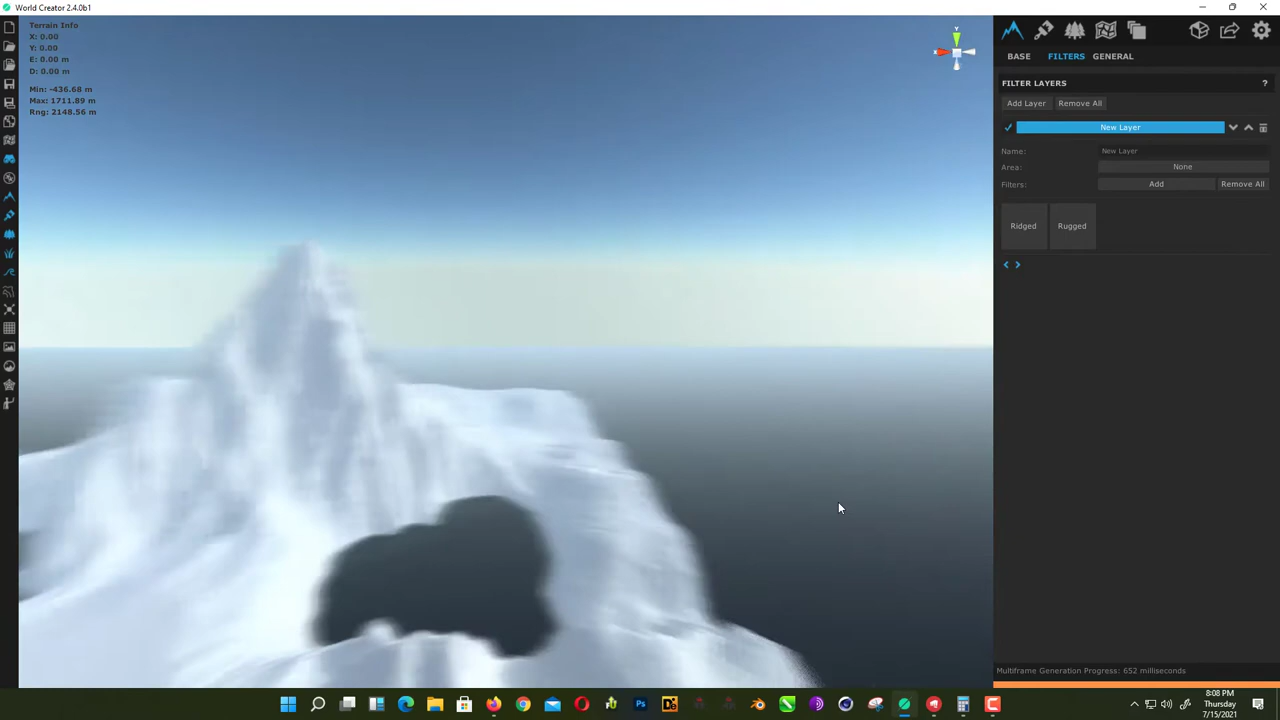 World Creator 2.4.0b1
Terrain Info
X: 0.00
Y: 0.00
E: 0.00 m
D: 0.00 m
Min: -436.68 m
Max: 1711.89 m
Rng: 2148.56 m
Y
X
BASE FILTERS GENERAL
FILTER LAYERS ?
Add Layer Remove All
New Layer
Name: New Layer
Area: None
Filters: Add Remove All
Ridged Rugged
Multiframe Generation Progress: 652 milliseconds
8:08 PM
Thursday
7/15/2021